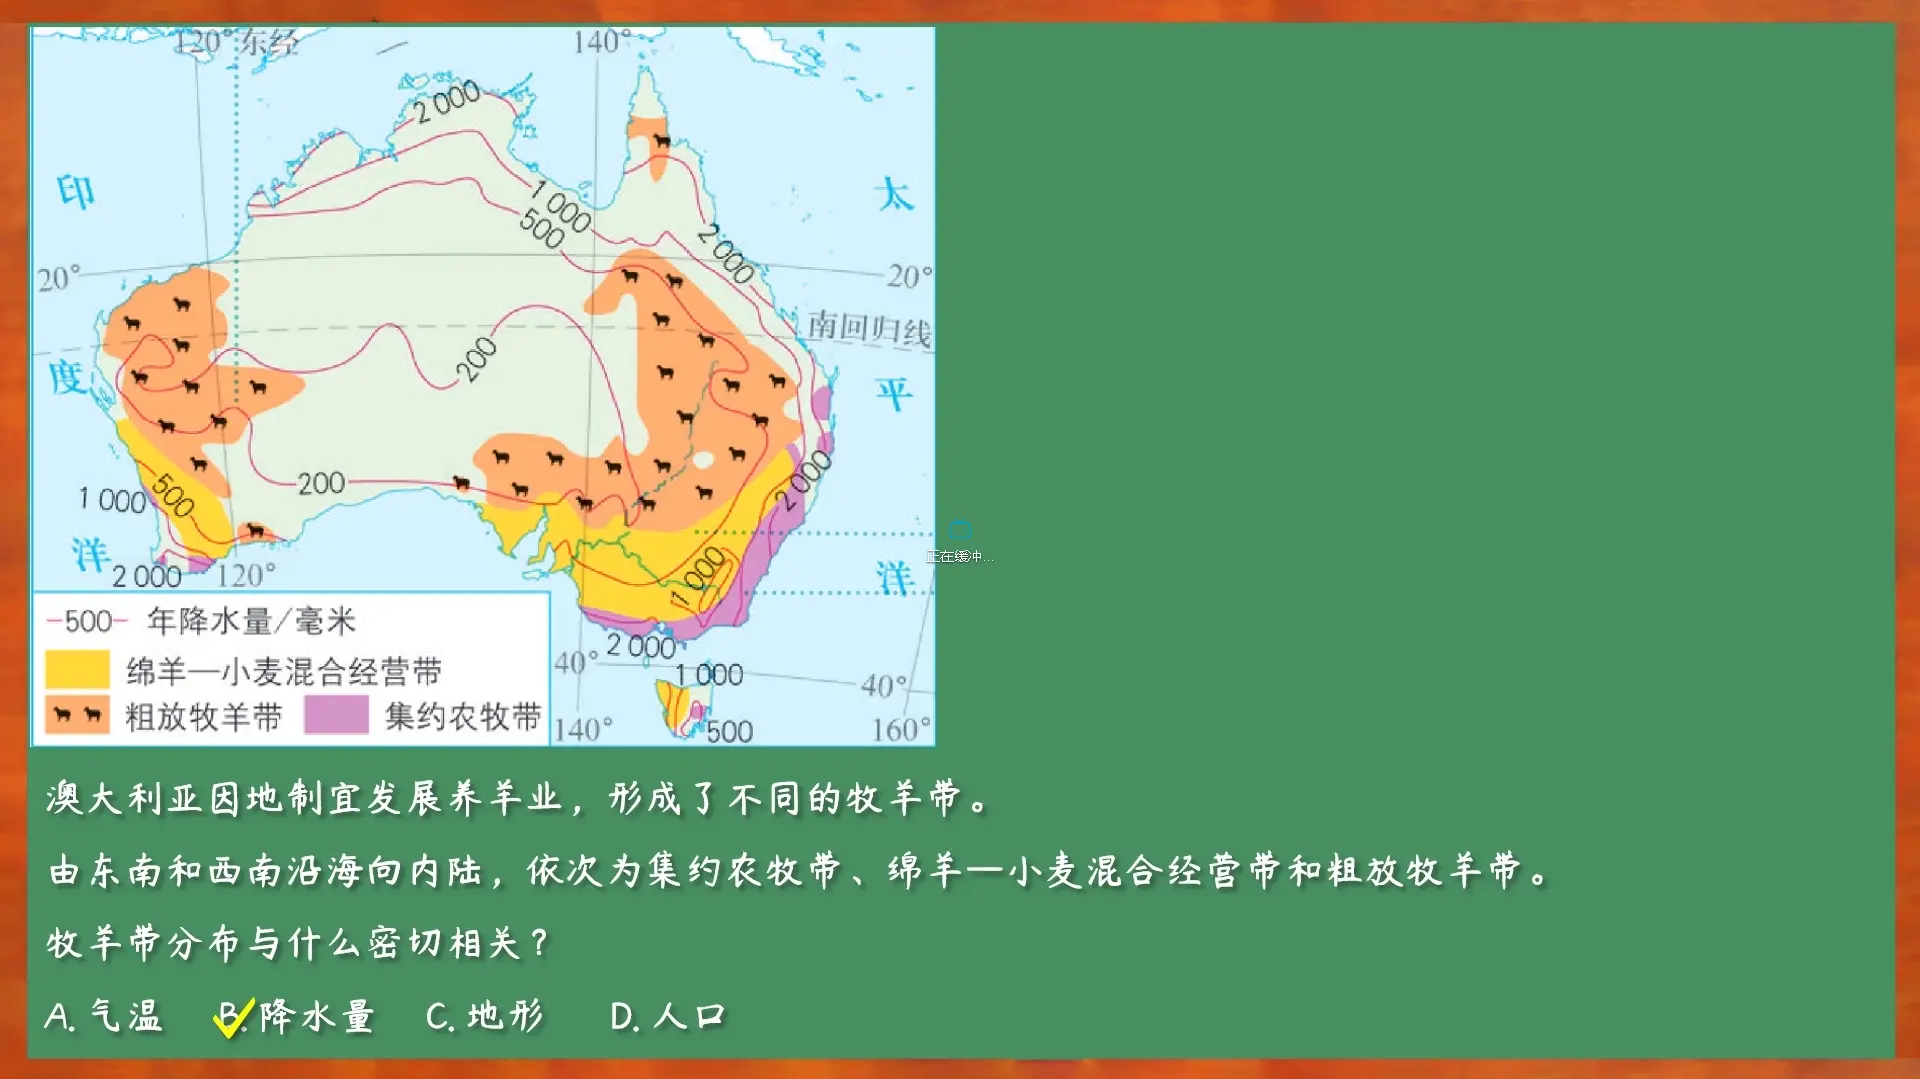 120°东经
140°
2 000
印
太
1 000
500
2 000
20°
20°
南回归线
200
度
平
1 000
500
200
2 000
洋
2 000
120°
1 000
洋
正在缓冲...
-500- 年降水量/毫米
绵羊—小麦混合经营带
粗放牧羊带
集约农牧带
2 000
40°
1 000
40°
140°
500
160°
澳大利亚因地制宜发展养羊业，形成了不同的牧羊带。
由东南和西南沿海向内陆，依次为集约农牧带、绵羊—小麦混合经营带和粗放牧羊带。
牧羊带分布与什么密切相关？
A. 气温 B. 降水量 C. 地形 D. 人口